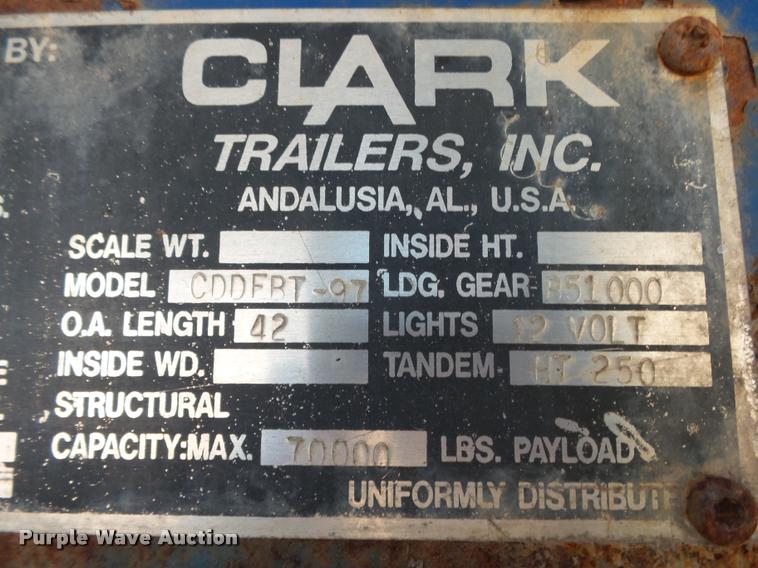 BY: CLARK
TRAILERS, INC.
ANDALUSIA, AL., U.S.A.
SCALE WT. INSIDE HT.
MODEL CDDFBT-97 LDG. GEAR 51000
O.A. LENGTH 42 LIGHTS 12 VOLT
INSIDE WD. TANDEM HT 250
STRUCTURAL
CAPACITY:MAX. 70000 LBS. PAYLOAD
UNIFORMLY DISTRIBUTE
Purple Wave Auction